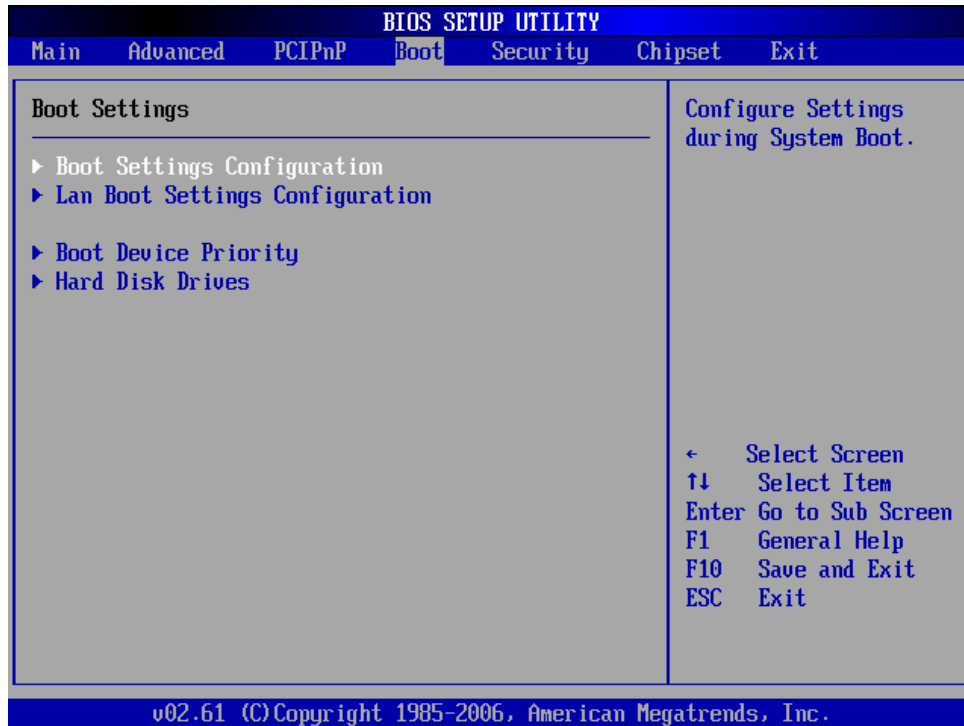 BIOS SETUP UTILITY
Main Advanced PCIPnP Boot Security Chipset Exit
Boot Settings
▶ Boot Settings Configuration
▶ Lan Boot Settings Configuration
▶ Boot Device Priority
▶ Hard Disk Drives
Configure Settings
during System Boot.
← Select Screen
↑↓ Select Item
Enter Go to Sub Screen
F1 General Help
F10 Save and Exit
ESC Exit
v02.61 (C)Copyright 1985-2006, American Megatrends, Inc.